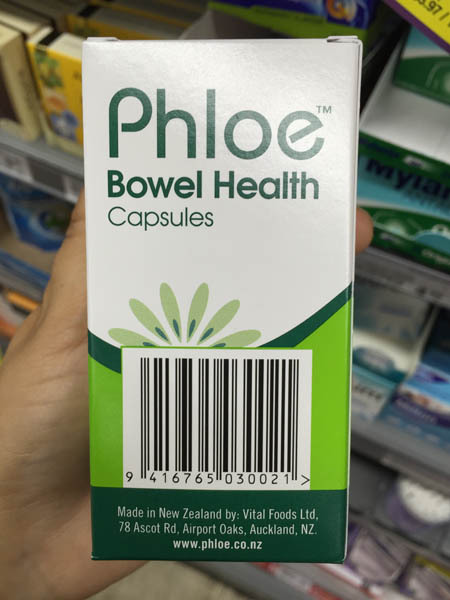 Phloe™
Bowel Health
Capsules
9 416765 030021 >
Made in New Zealand by: Vital Foods Ltd,
78 Ascot Rd, Airport Oaks, Auckland, NZ.
www.phloe.co.nz
Mylan